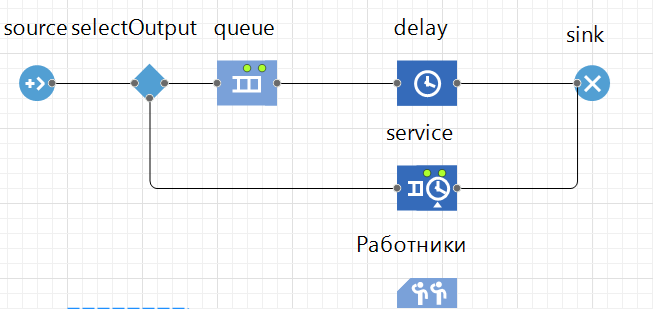 source selectOutput queue delay sink
service
Работники